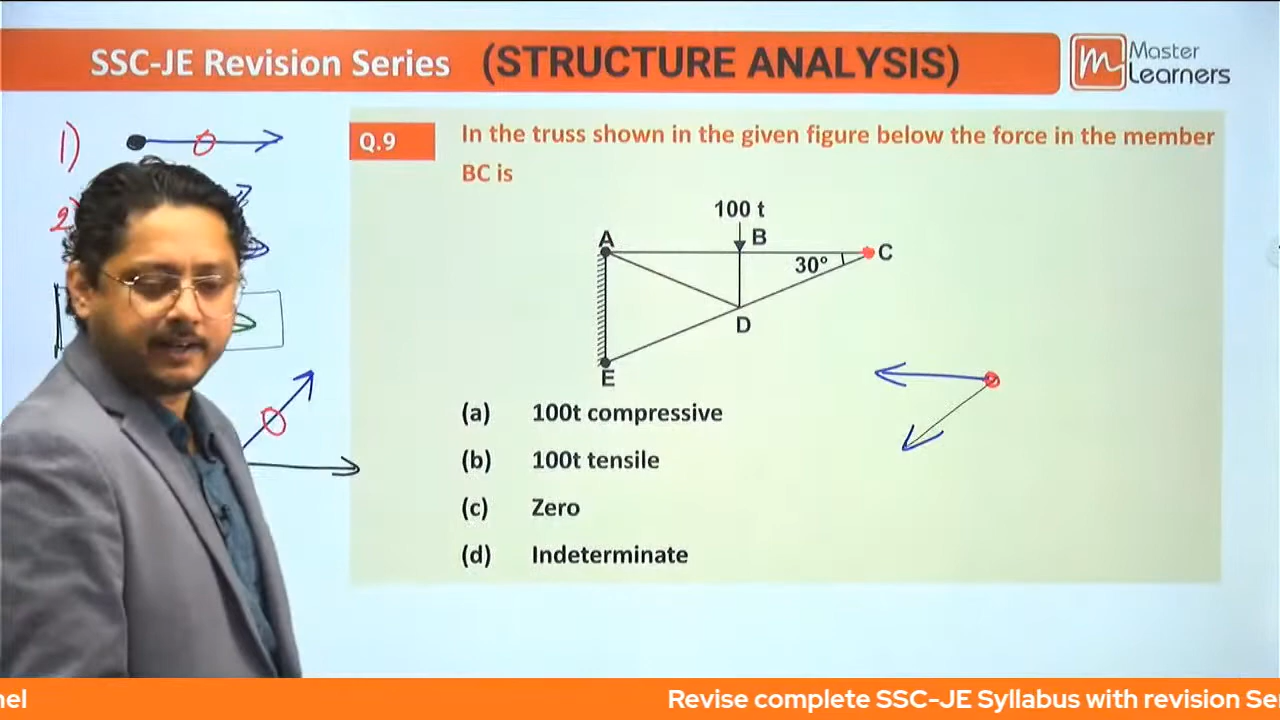 SSC-JE Revision Series (STRUCTURE ANALYSIS)
Master
Learners
1)
2)
Q.9 In the truss shown in the given figure below the force in the member
BC is
100 t
A
B
C
30°
D
E
(a) 100t compressive
(b) 100t tensile
(c) Zero
(d) Indeterminate
nel Revise complete SSC-JE Syllabus with revision Se